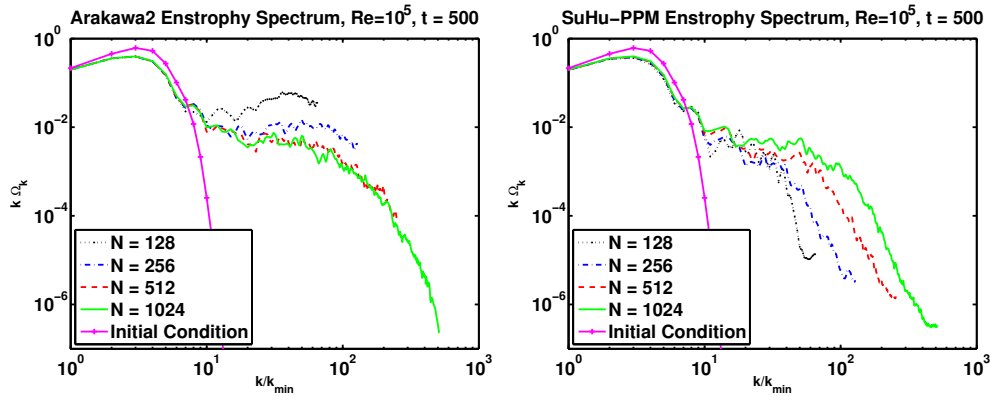 Arakawa2 Enstrophy Spectrum, Re=10^5, t = 500
10^0
10^-2
10^-4
10^-6
k Ω_k
N = 128
N = 256
N = 512
N = 1024
Initial Condition
10^0 10^1 10^2 10^3
k/k_min
SuHu-PPM Enstrophy Spectrum, Re=10^5, t = 500
10^0
10^-2
10^-4
10^-6
k Ω_k
N = 128
N = 256
N = 512
N = 1024
Initial Condition
10^0 10^1 10^2 10^3
k/k_min